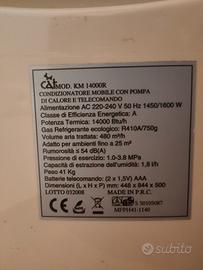 MOD. KM 14000R
CONDIZIONATORE MOBILE CON POMPA
DI CALORE E TELECOMANDO
Alimentazione AC 220-240 V 50 Hz 1450/1600 W
Classe di Efficienza Energetica: A
Potenza Termica: 14000 Btu/h
Gas Refrigerante ecologico: R410A/750g
Volume aria trattata: 480 m³/h
Adatto per ambienti fino a 25 m²
Rumorosità ≤ 54 dB(A)
Pressione di esercizio: 1.0-3.8 MPa
Capacità di estrazione dell'umidità: 1,8 l/h
Peso 41 Kg
Batterie telecomando: (2 x 1,5V) AAA
Dimensioni (L x H x P) mm: 448 x 844 x 500
LOTTO 032008 MADE IN P.R.C.
MFPH41-1140
subito